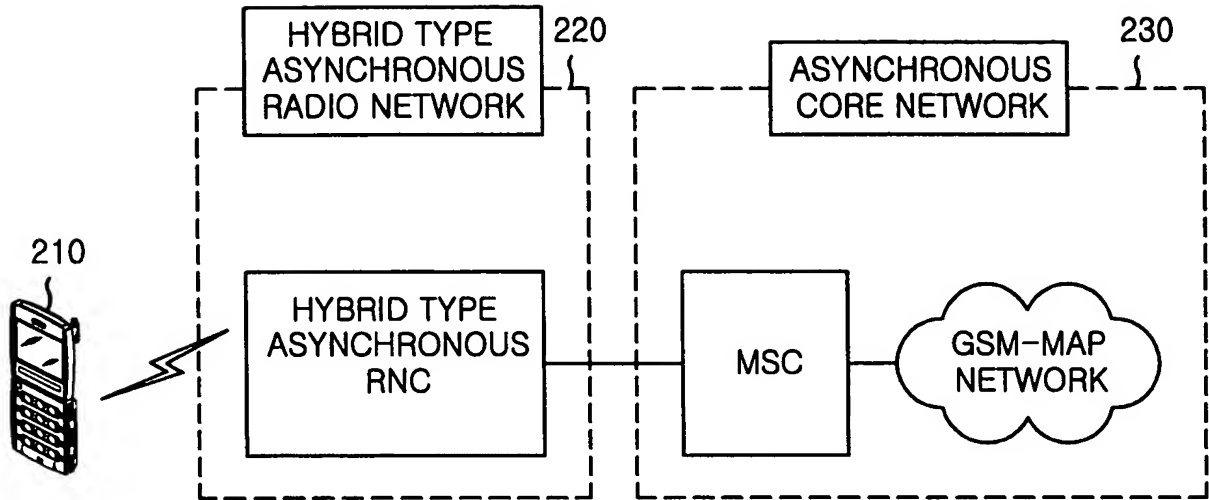 HYBRID TYPE
ASYNCHRONOUS
RADIO NETWORK
220
ASYNCHRONOUS
CORE NETWORK
230
210
HYBRID TYPE
ASYNCHRONOUS
RNC
MSC
GSM-MAP
NETWORK